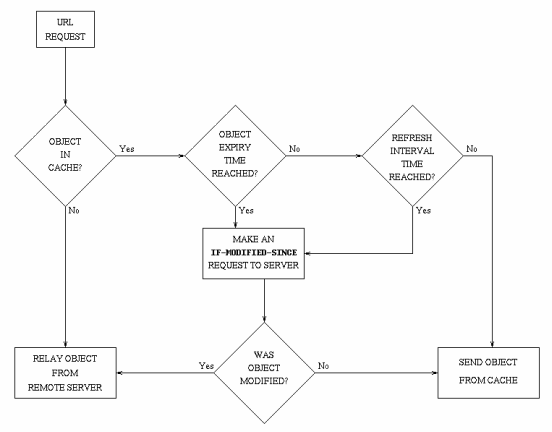 URL
REQUEST
OBJECT
IN
CACHE?
Yes
No
OBJECT
EXPIRY
TIME
REACHED?
No
Yes
REFRESH
INTERVAL
TIME
REACHED?
No
Yes
MAKE AN
IF-MODIFIED-SINCE
REQUEST TO SERVER
WAS
OBJECT
MODIFIED?
Yes
No
RELAY OBJECT
FROM
REMOTE SERVER
SEND OBJECT
FROM CACHE